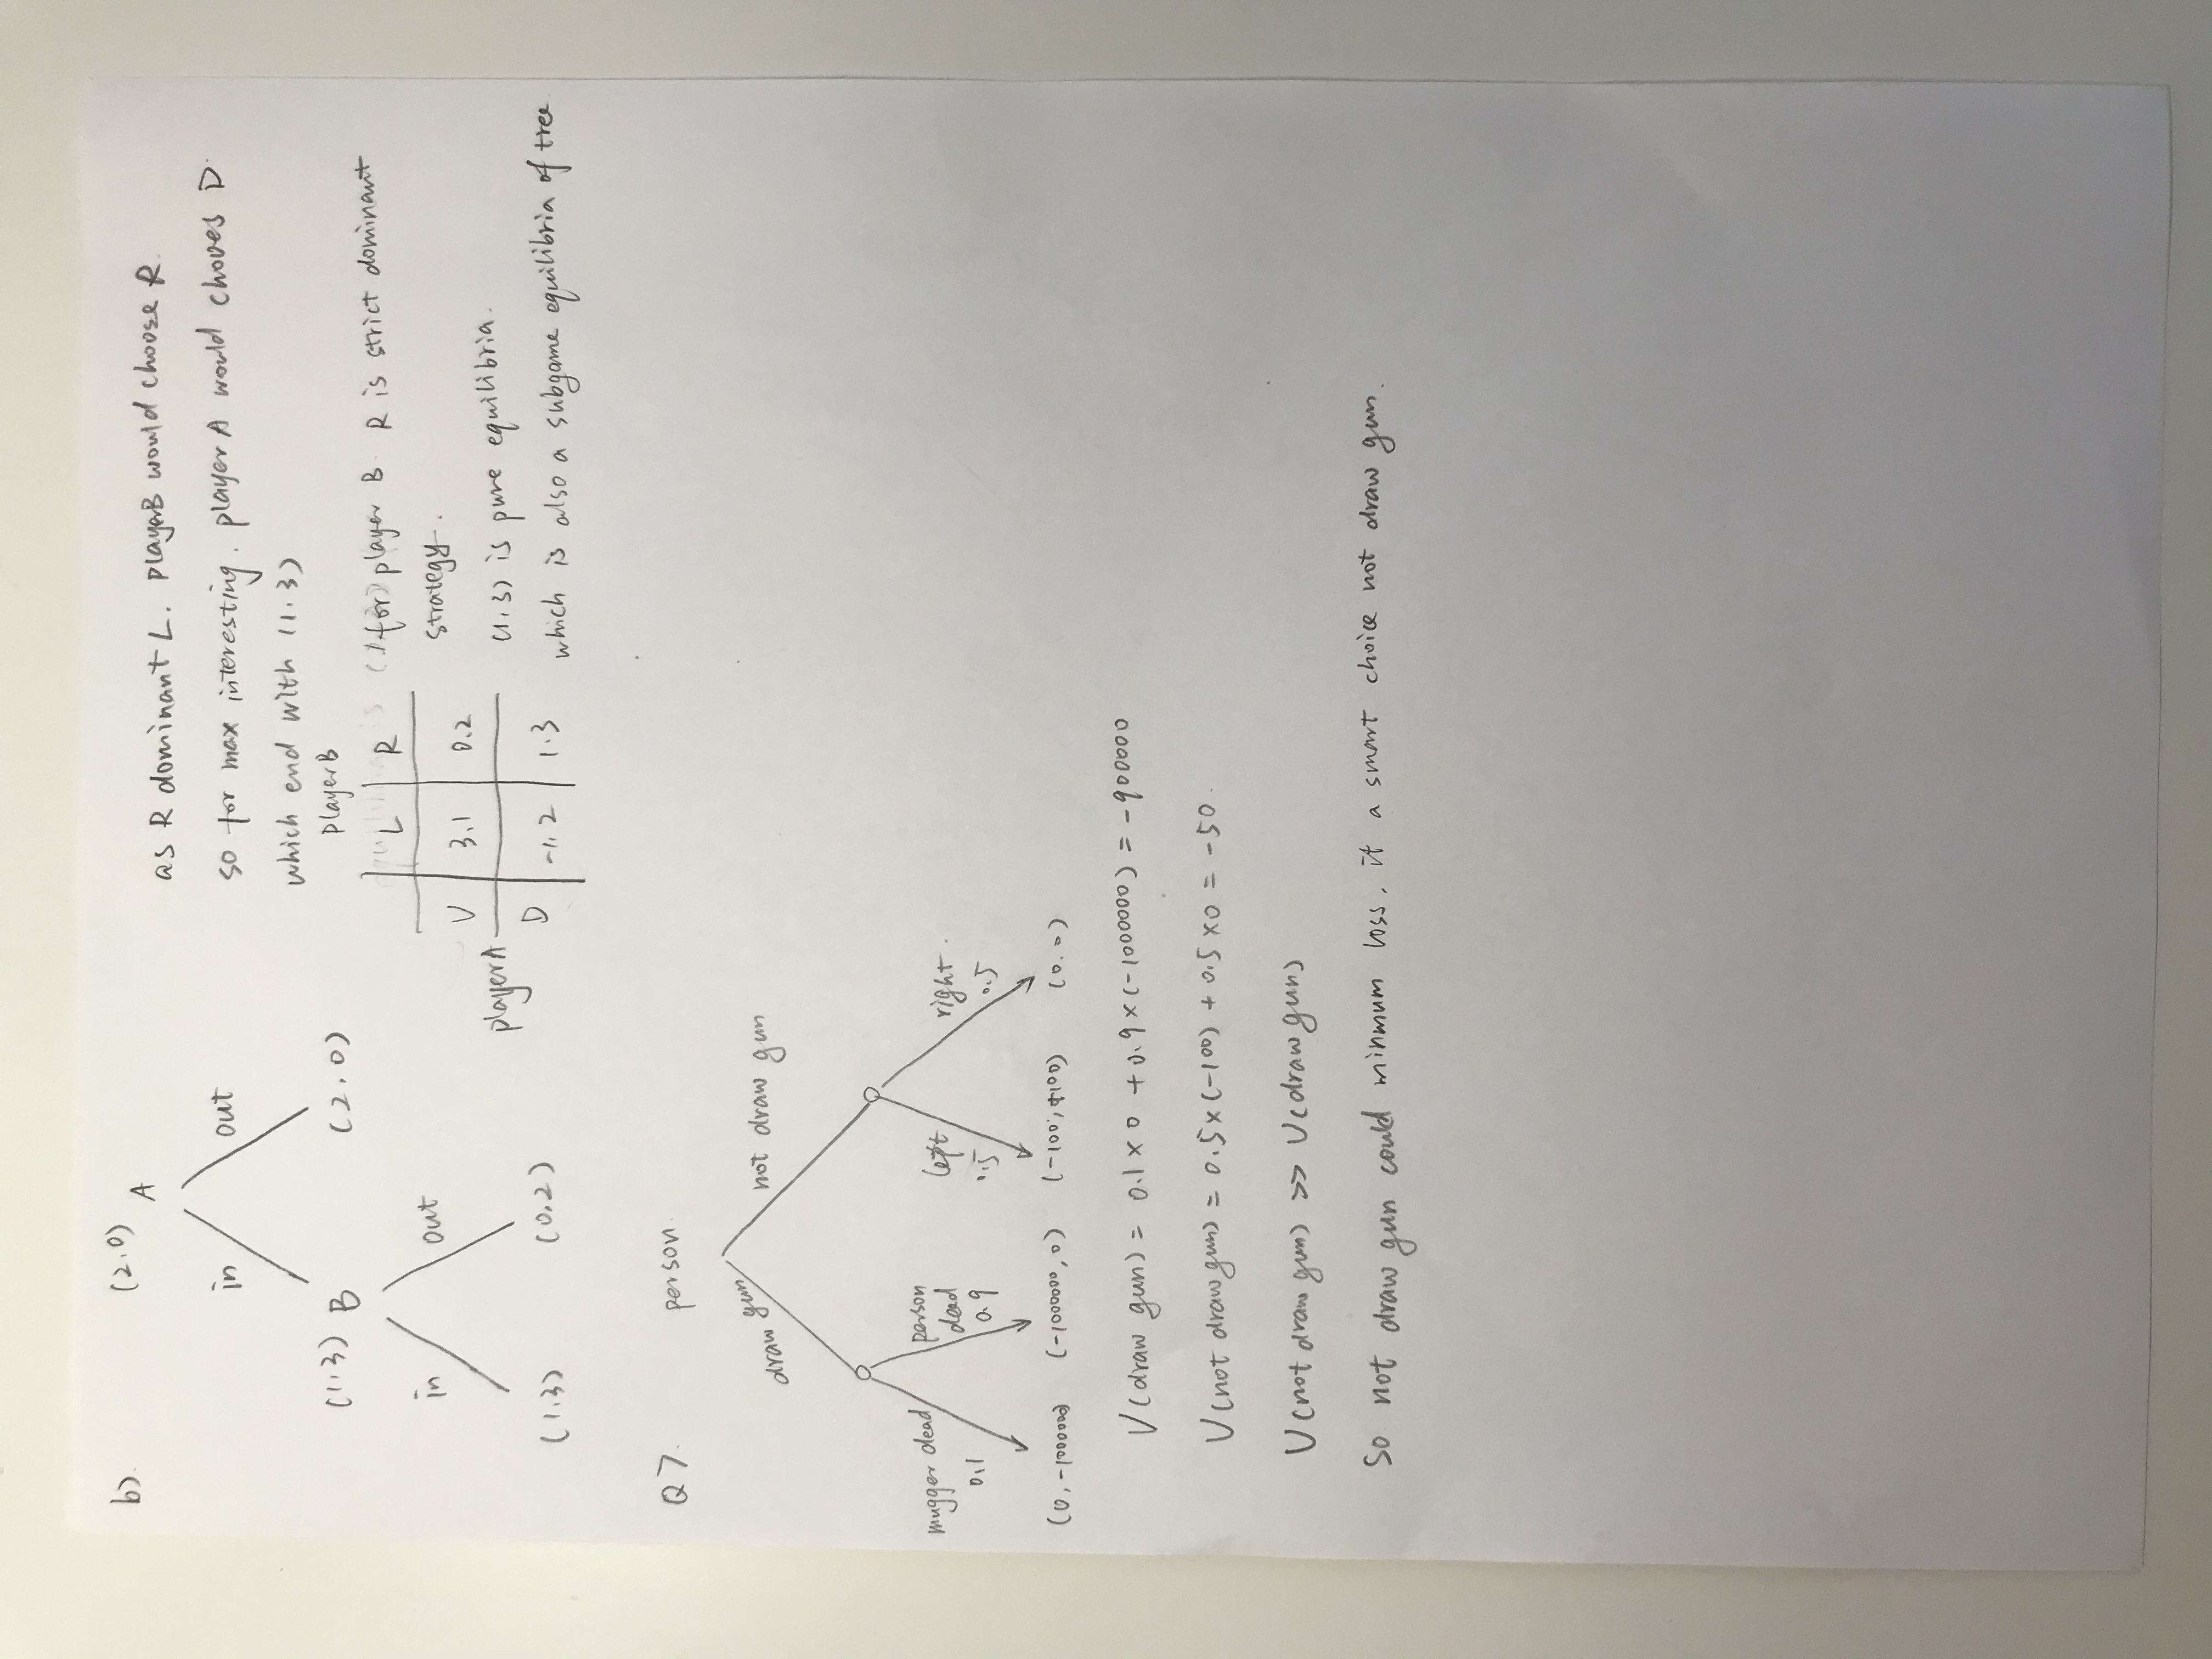 b).
(2.0)
A
in
out
(1.3) B
(2.0)
in
out
(1.3)
(0.2)
as R dominant L. playerB would choose R.
so for max interesting. player A would choves D.
which end with (1.3)
playerB
L R
V 3.1 0.2
playerA
D -1.2 1.3
for player B R is strict dominant
strategy.
(1.3) is pure equilibria.
which is also a subgame equilibria of tree
Q7.
person.
draw gun
not draw gun
mugger dead
0.1
person
dead
0.9
left
0.5
right.
0.5
(0, -1000000) (-1000000, 0) (-100, +100) (0.0)
V(draw gun) = 0.1 × 0 + 0.9 × (-1000000) = -900000
V(not draw gun) = 0.5 × (-100) + 0.5 × 0 = -50.
V(not draw gun) >> V(draw gun)
So not draw gun could minmum loss. it a smart choice not draw gun.